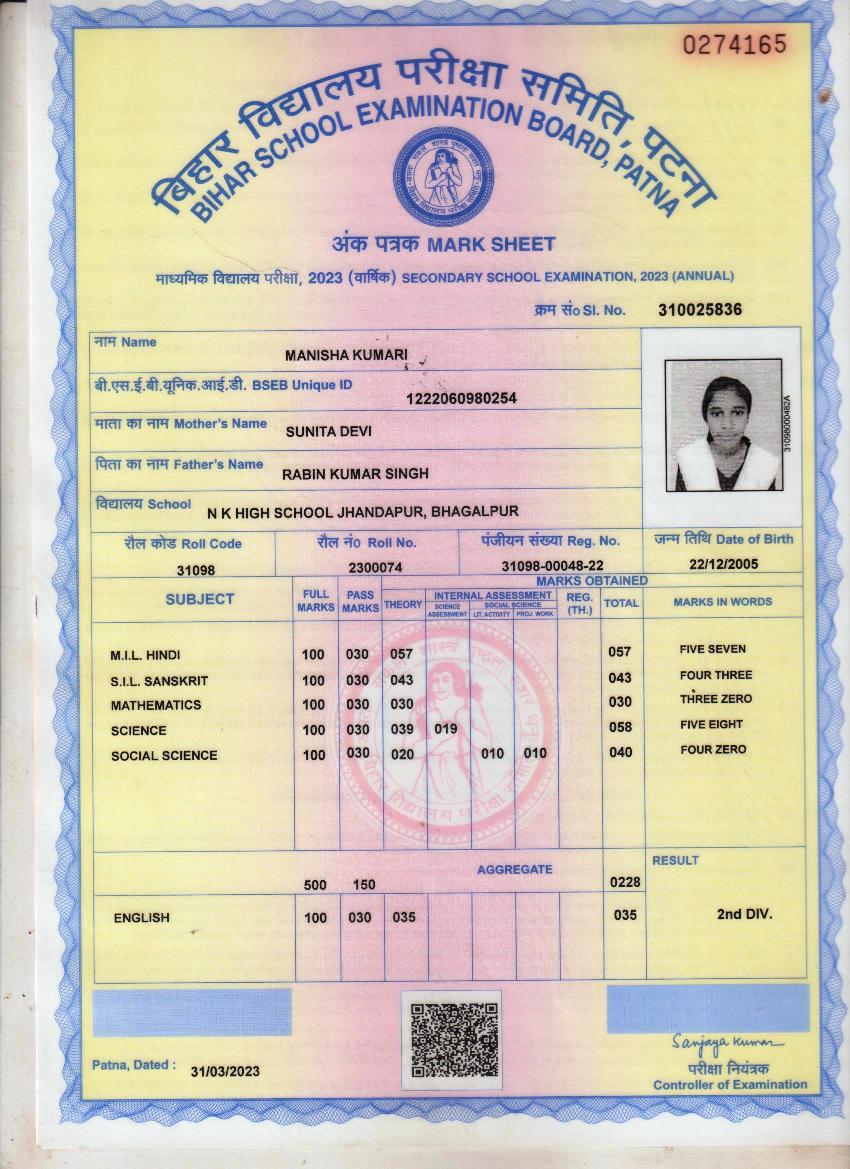 0274165
बिहार विद्यालय परीक्षा समिति, पटना
BIHAR SCHOOL EXAMINATION BOARD, PATNA
अंक पत्रक MARK SHEET
माध्यमिक विद्यालय परीक्षा, 2023 (वार्षिक) SECONDARY SCHOOL EXAMINATION, 2023 (ANNUAL)
क्रम सं० Sl. No. 310025836
नाम Name MANISHA KUMARI
बी.एस.ई.बी.यूनिक.आई.डी. BSEB Unique ID 1222060980254
माता का नाम Mother's Name SUNITA DEVI
पिता का नाम Father's Name RABIN KUMAR SINGH
विद्यालय School N K HIGH SCHOOL JHANDAPUR, BHAGALPUR
310980000482A
रौल कोड Roll Code रौल नं० Roll No. पंजीयन संख्या Reg. No. जन्म तिथि Date of Birth
31098 2300074 31098-00048-22 22/12/2005
MARKS OBTAINED
SUBJECT FULL MARKS PASS MARKS THEORY INTERNAL ASSESSMENT REG. (TH.) TOTAL MARKS IN WORDS
SCIENCE ASSESSMENT SOCIAL SCIENCE LIT. ACTIVITY PROJ. WORK
M.I.L. HINDI 100 030 057 057 FIVE SEVEN
S.I.L. SANSKRIT 100 030 043 043 FOUR THREE
MATHEMATICS 100 030 030 030 THREE ZERO
SCIENCE 100 030 039 019 058 FIVE EIGHT
SOCIAL SCIENCE 100 030 020 010 010 040 FOUR ZERO
AGGREGATE RESULT
500 150 0228
ENGLISH 100 030 035 035 2nd DIV.
Patna, Dated : 31/03/2023
Sanjaya Kumar
परीक्षा नियंत्रक
Controller of Examination